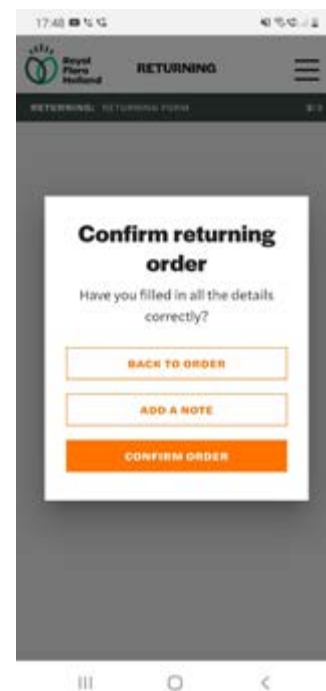 17:48
Royal
Flora
Holland
RETURNING
RETURNING: RETURNING FORM
Confirm returning
order
Have you filled in all the details
correctly?
BACK TO ORDER
ADD A NOTE
CONFIRM ORDER